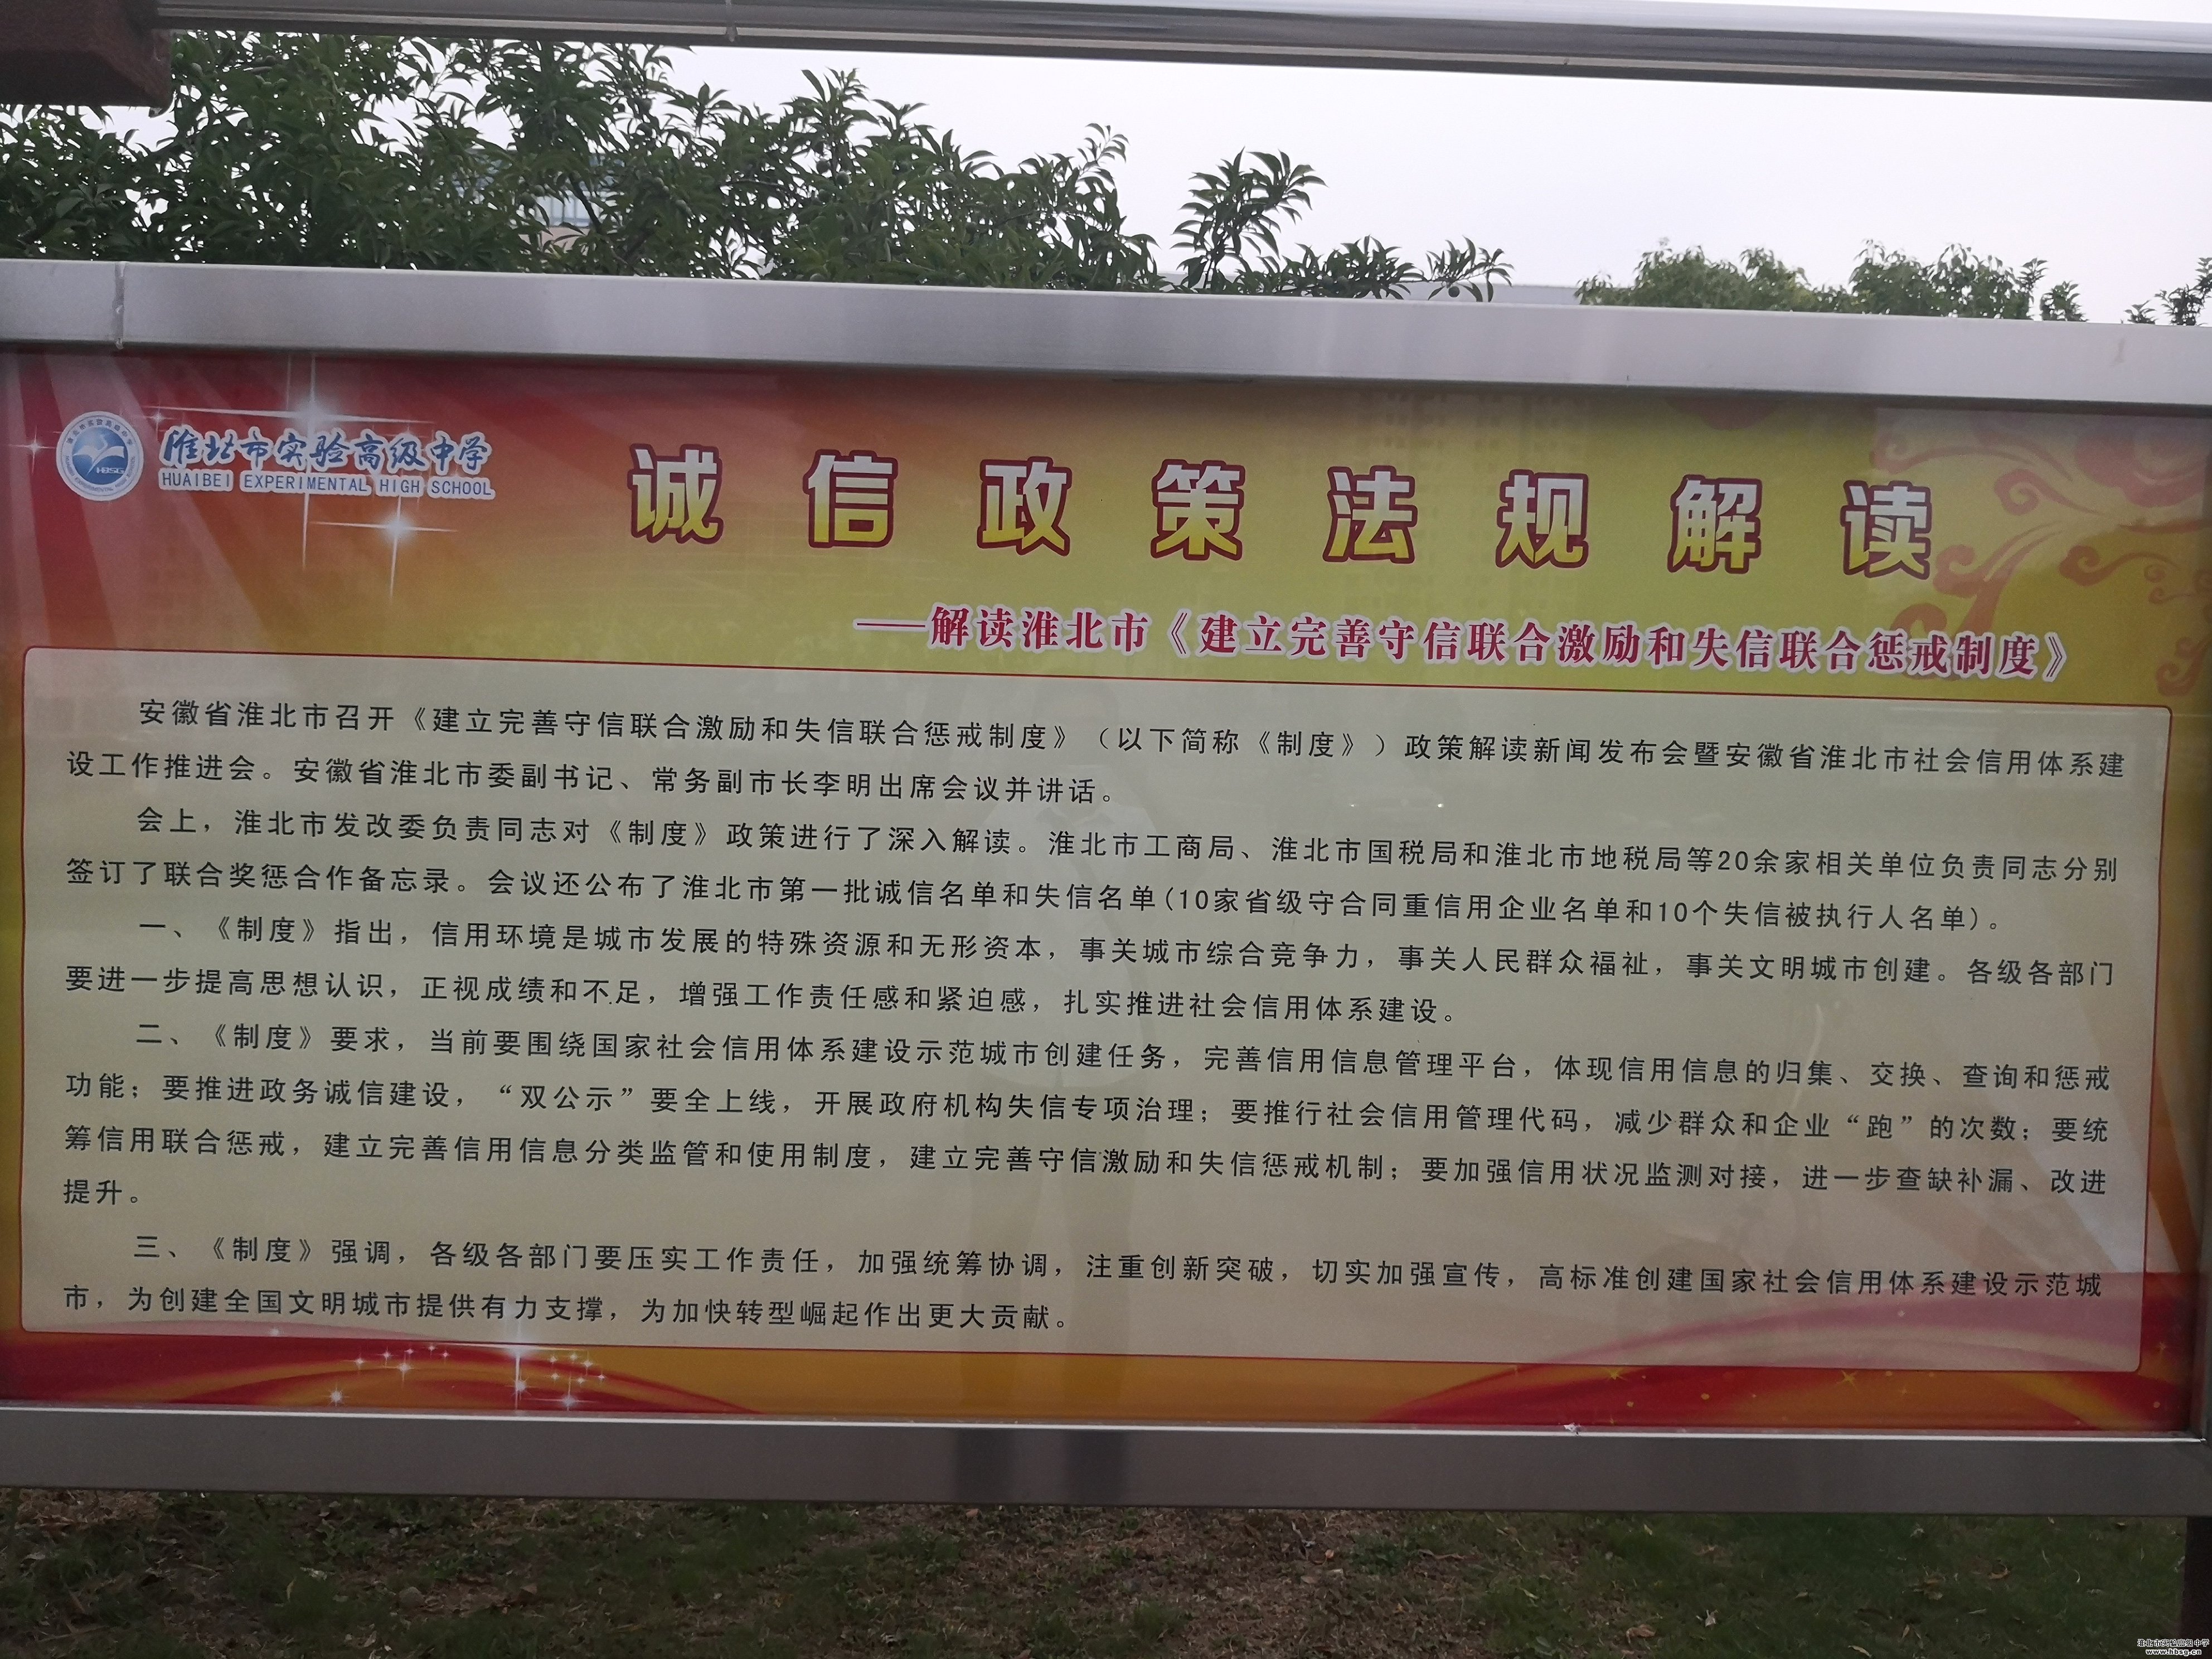 淮北市实验高级中学
HUAIBEI EXPERIMENTAL HIGH SCHOOL
HBSG
诚信政策法规解读
——解读淮北市《建立完善守信联合激励和失信联合惩戒制度》
安徽省淮北市召开《建立完善守信联合激励和失信联合惩戒制度》（以下简称《制度》）政策解读新闻发布会暨安徽省淮北市社会信用体系建
设工作推进会。安徽省淮北市委副书记、常务副市长李明出席会议并讲话。
会上，淮北市发改委负责同志对《制度》政策进行了深入解读。淮北市工商局、淮北市国税局和淮北市地税局等20余家相关单位负责同志分别
签订了联合奖惩合作备忘录。会议还公布了淮北市第一批诚信名单和失信名单(10家省级守合同重信用企业名单和10个失信被执行人名单)。
一、《制度》指出，信用环境是城市发展的特殊资源和无形资本，事关城市综合竞争力，事关人民群众福祉，事关文明城市创建。各级各部门
要进一步提高思想认识，正视成绩和不足，增强工作责任感和紧迫感，扎实推进社会信用体系建设。
二、《制度》要求，当前要围绕国家社会信用体系建设示范城市创建任务，完善信用信息管理平台，体现信用信息的归集、交换、查询和惩戒
功能；要推进政务诚信建设，“双公示”要全上线，开展政府机构失信专项治理；要推行社会信用管理代码，减少群众和企业“跑”的次数；要统
筹信用联合惩戒，建立完善信用信息分类监管和使用制度，建立完善守信激励和失信惩戒机制；要加强信用状况监测对接，进一步查缺补漏、改进
提升。
三、《制度》强调，各级各部门要压实工作责任，加强统筹协调，注重创新突破，切实加强宣传，高标准创建国家社会信用体系建设示范城
市，为创建全国文明城市提供有力支撑，为加快转型崛起作出更大贡献。
淮北市实验高级中学
www.hbsg.cn